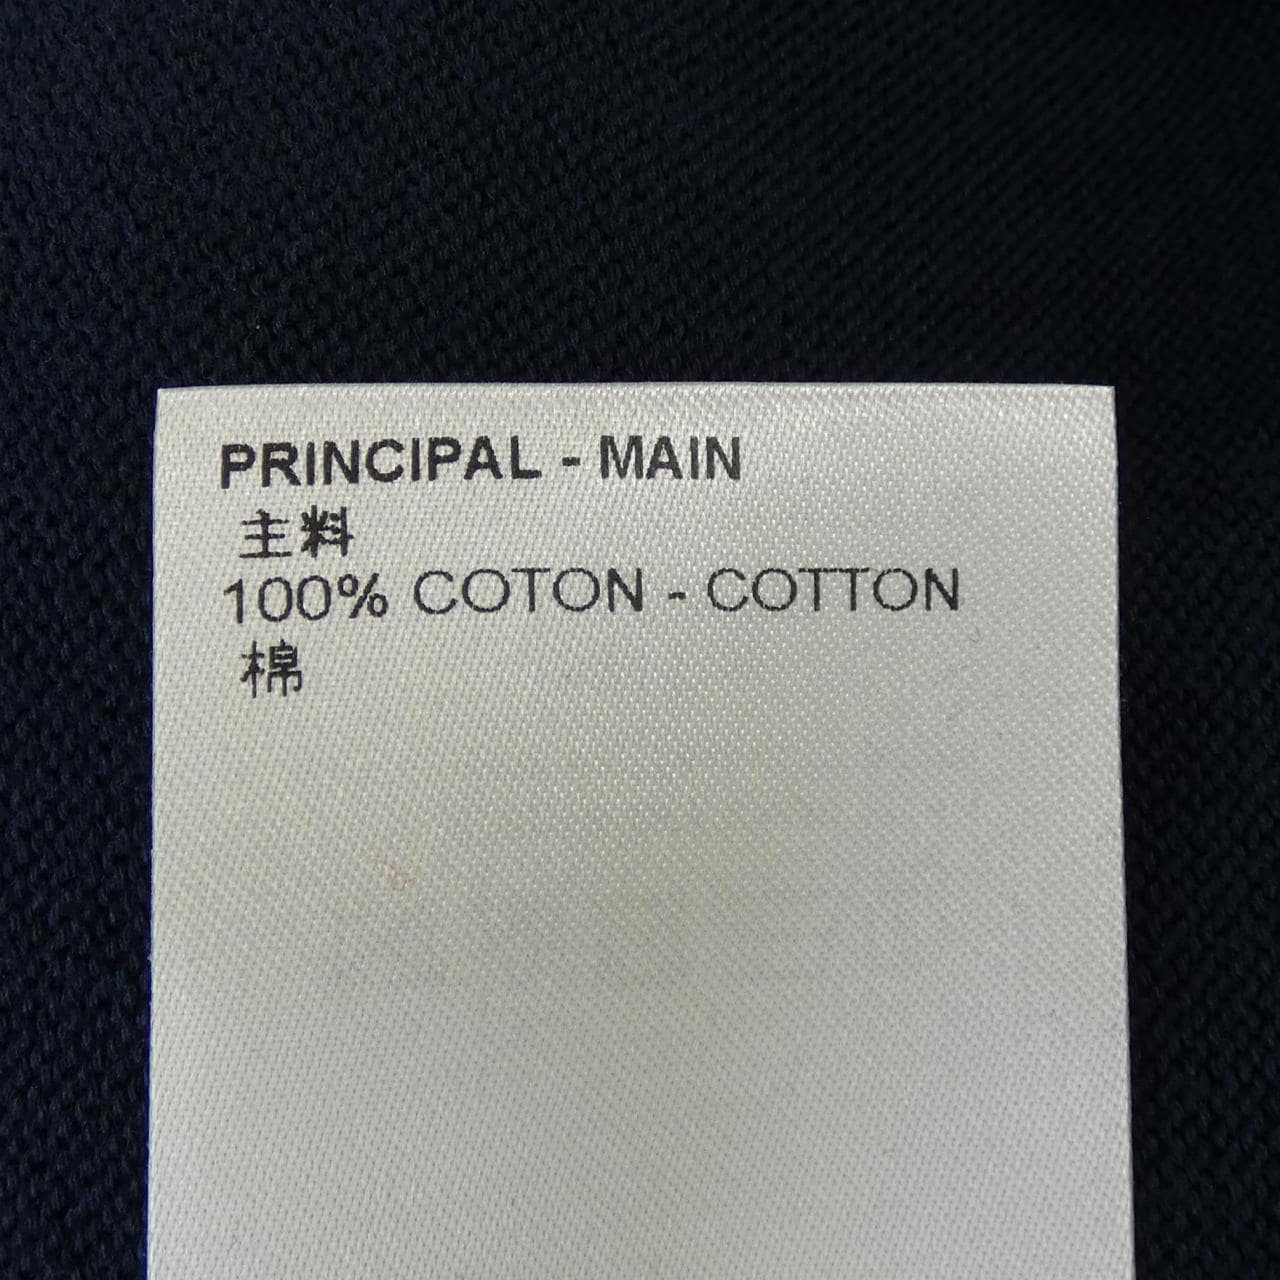 PRINCIPAL - MAIN
主料
100% COTON - COTTON
棉